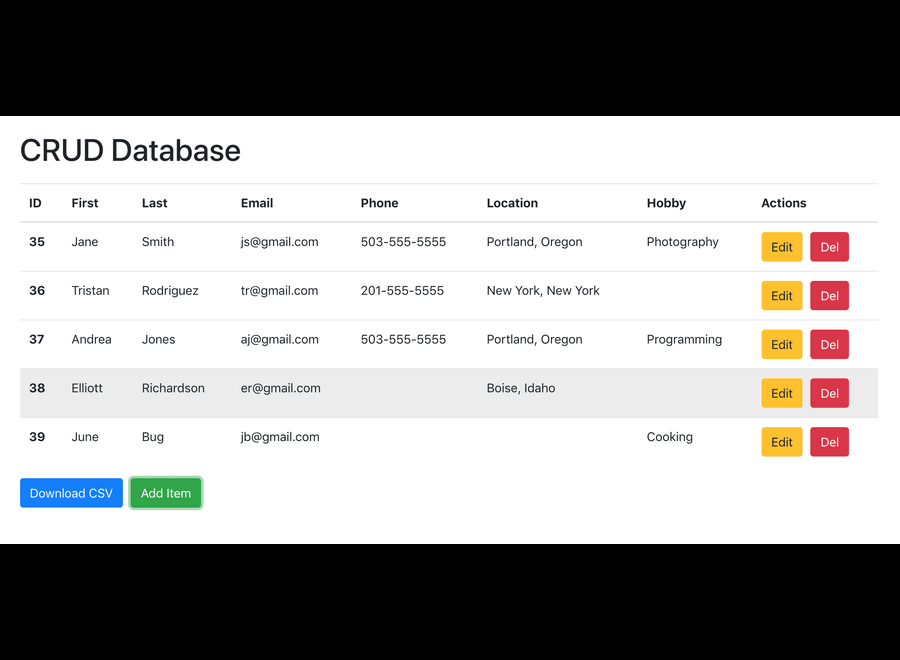 CRUD Database
ID First Last Email Phone Location Hobby Actions
35 Jane Smith js@gmail.com 503-555-5555 Portland, Oregon Photography Edit Del
36 Tristan Rodriguez tr@gmail.com 201-555-5555 New York, New York Edit Del
37 Andrea Jones aj@gmail.com 503-555-5555 Portland, Oregon Programming Edit Del
38 Elliott Richardson er@gmail.com Boise, Idaho Edit Del
39 June Bug jb@gmail.com Cooking Edit Del
Download CSV Add Item